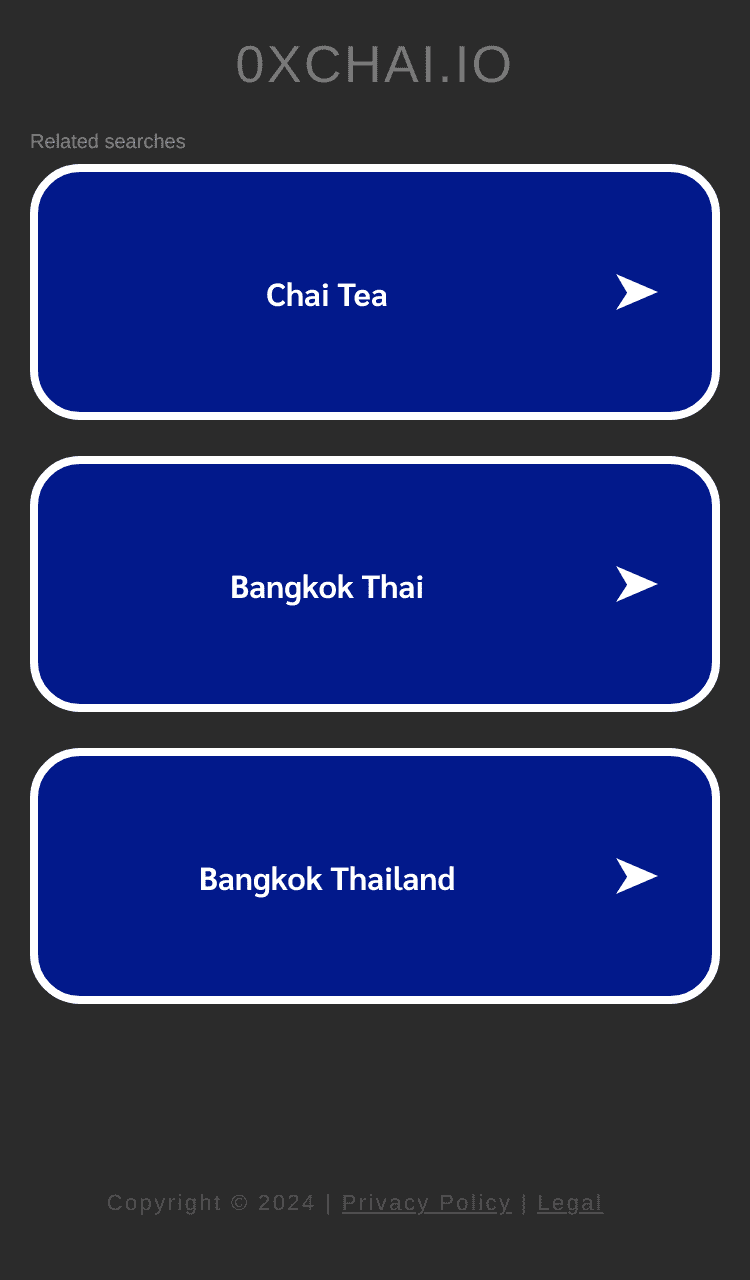 0XCHAI.IO
Related searches
Chai Tea
Bangkok Thai
Bangkok Thailand
Copyright © 2024 | Privacy Policy | Legal